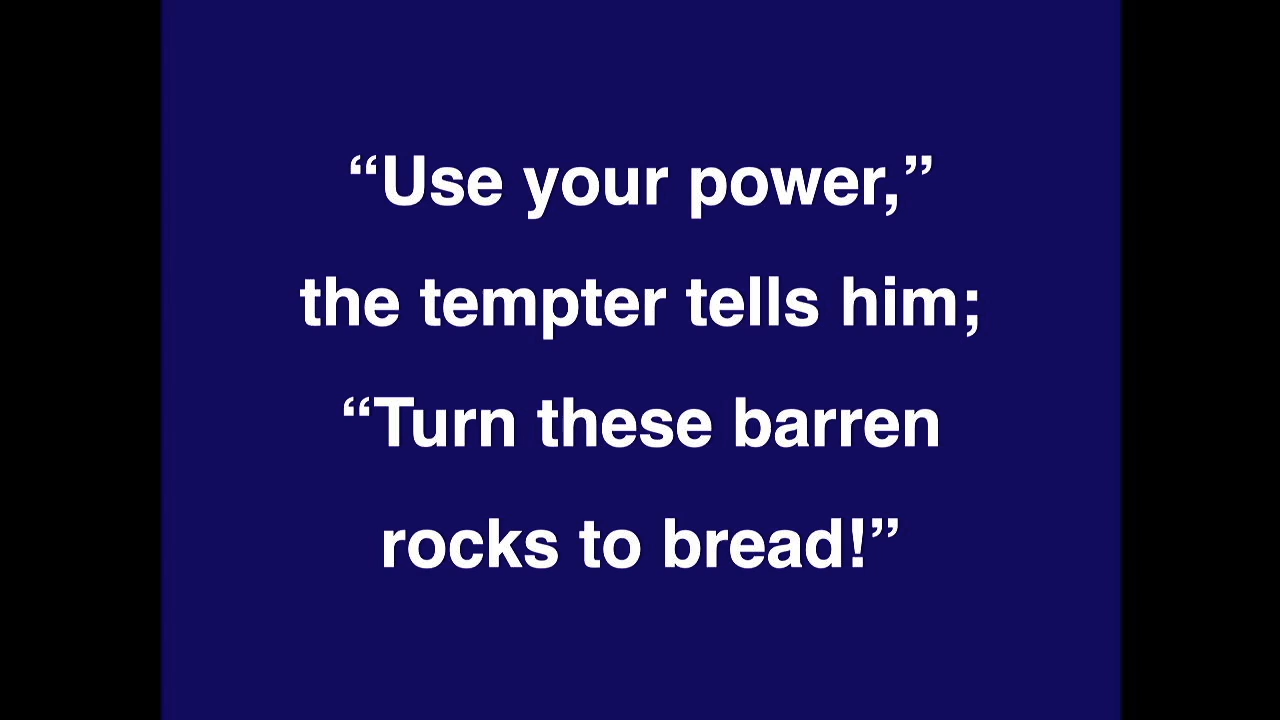 “Use your power,”
the tempter tells him;
“Turn these barren
rocks to bread!”